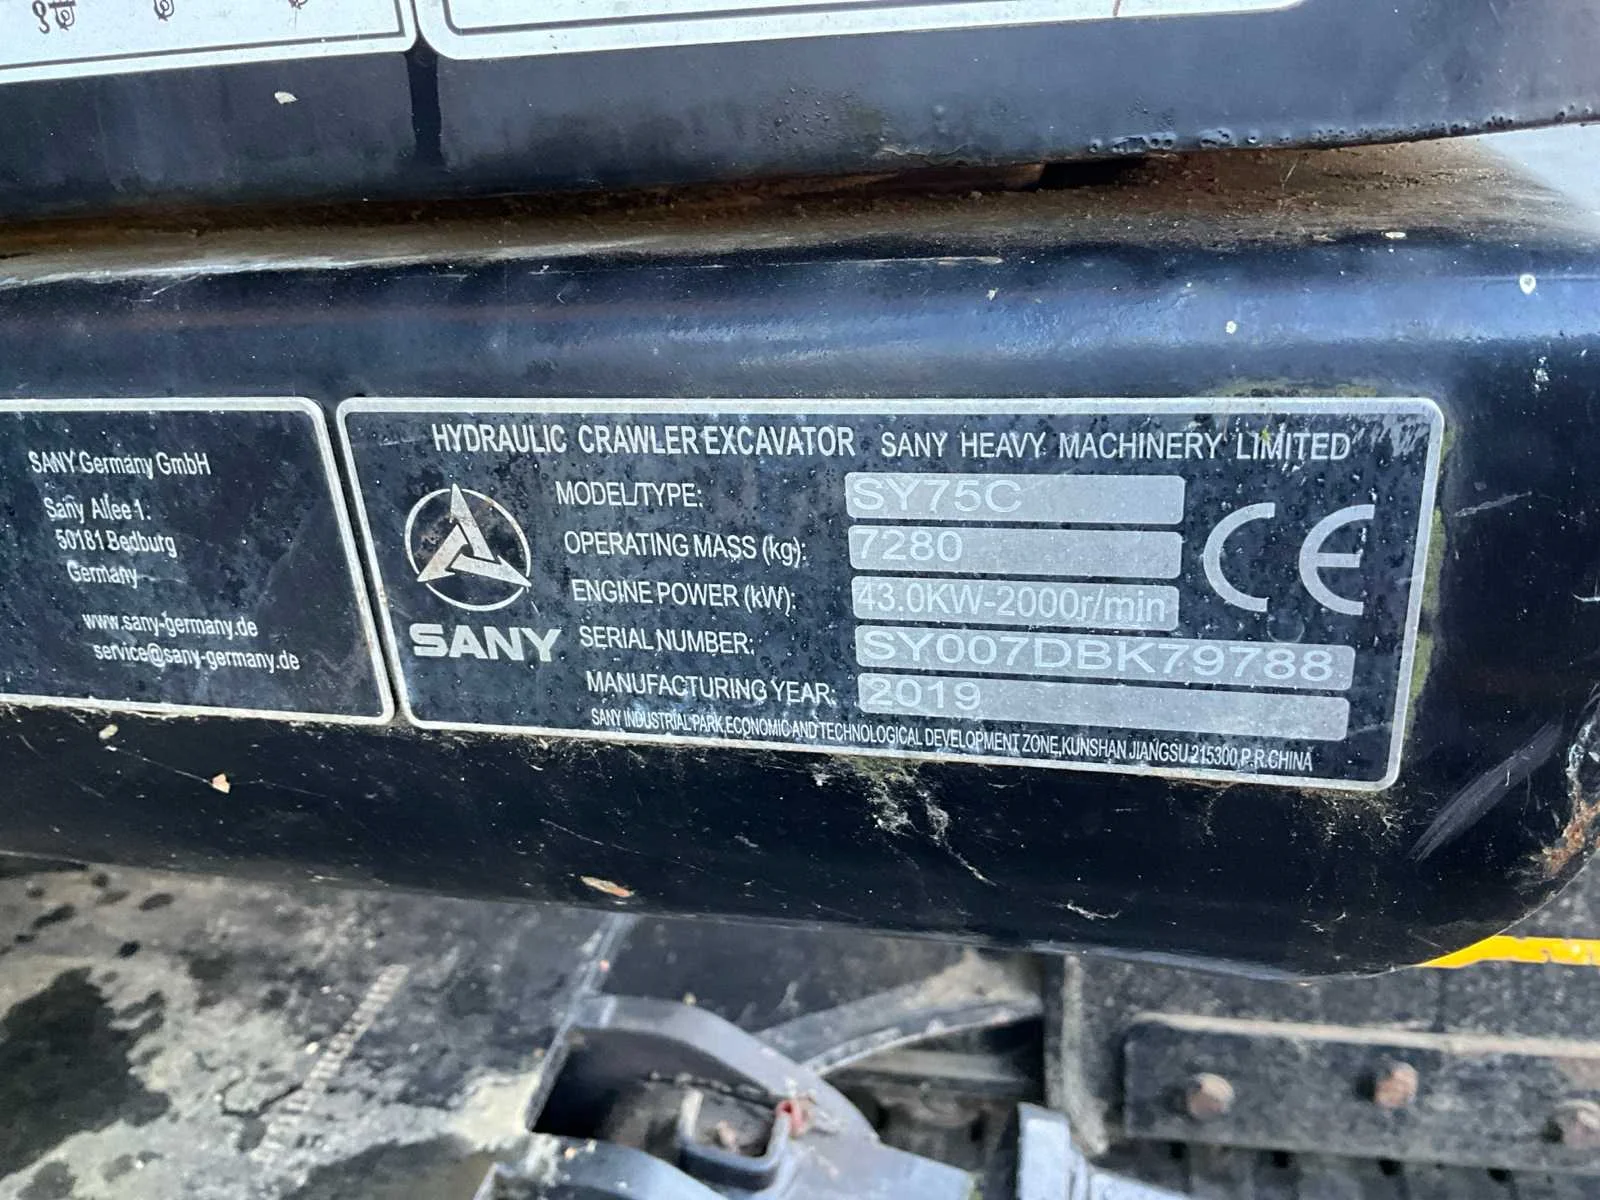 SANY Germany GmbH
Sany Allee 1.
50181 Bedburg
Germany
www.sany-germany.de
service@sany-germany.de
HYDRAULIC CRAWLER EXCAVATOR SANY HEAVY MACHINERY LIMITED
MODEL/TYPE: SY75C
OPERATING MASS (kg): 7280
ENGINE POWER (kW): 43.0KW-2000r/min
SERIAL NUMBER: SY007DBK79788
MANUFACTURING YEAR: 2019
SANY
CE
SANY INDUSTRIAL PARK,ECONOMIC AND TECHNOLOGICAL DEVELOPMENT ZONE,KUNSHAN JIANGSU 215300,P.R.CHINA